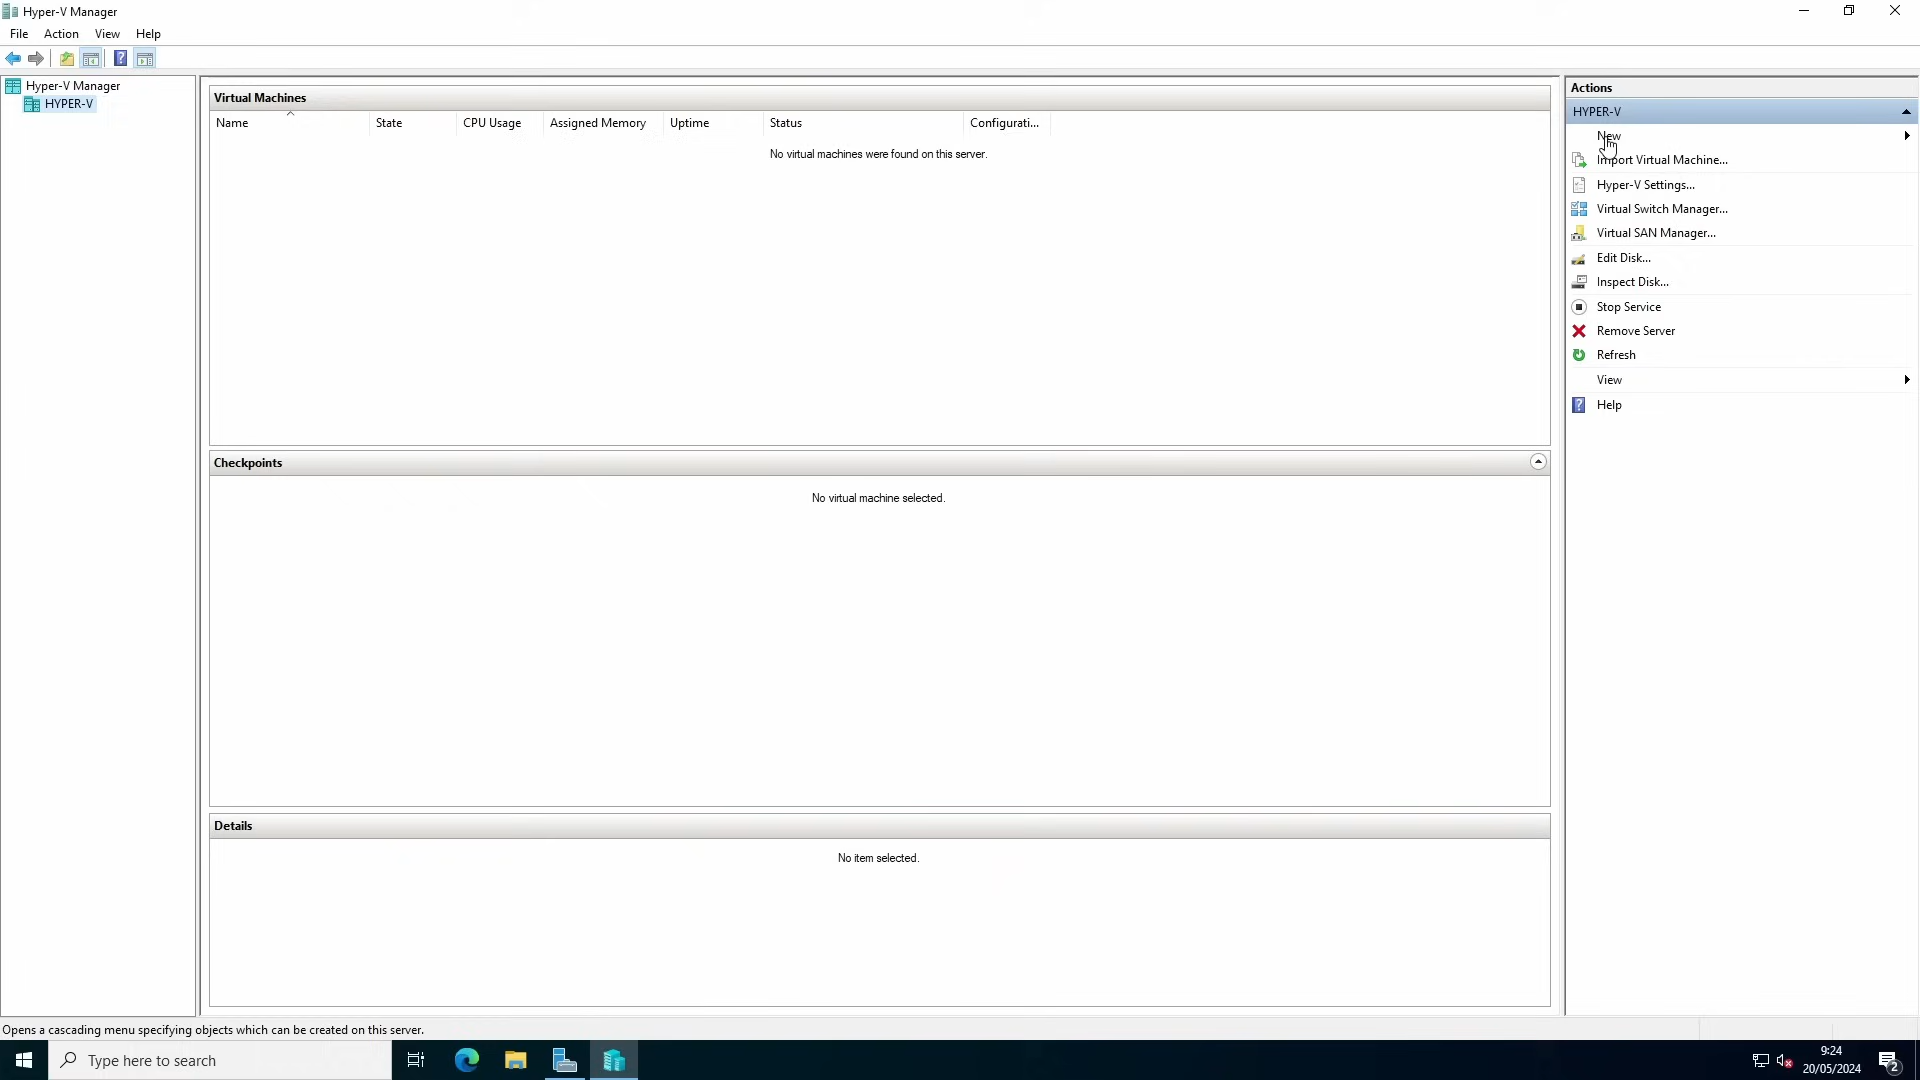 Hyper-V Manager
File Action View Help
Hyper-V Manager
HYPER-V
Virtual Machines
Name State CPU Usage Assigned Memory Uptime Status Configurati...
No virtual machines were found on this server.
Checkpoints
No virtual machine selected.
Details
No item selected.
Actions
HYPER-V
New
Import Virtual Machine...
Hyper-V Settings...
Virtual Switch Manager...
Virtual SAN Manager...
Edit Disk...
Inspect Disk...
Stop Service
Remove Server
Refresh
View
Help
Opens a cascading menu specifying objects which can be created on this server.
Type here to search
9:24
20/05/2024
2